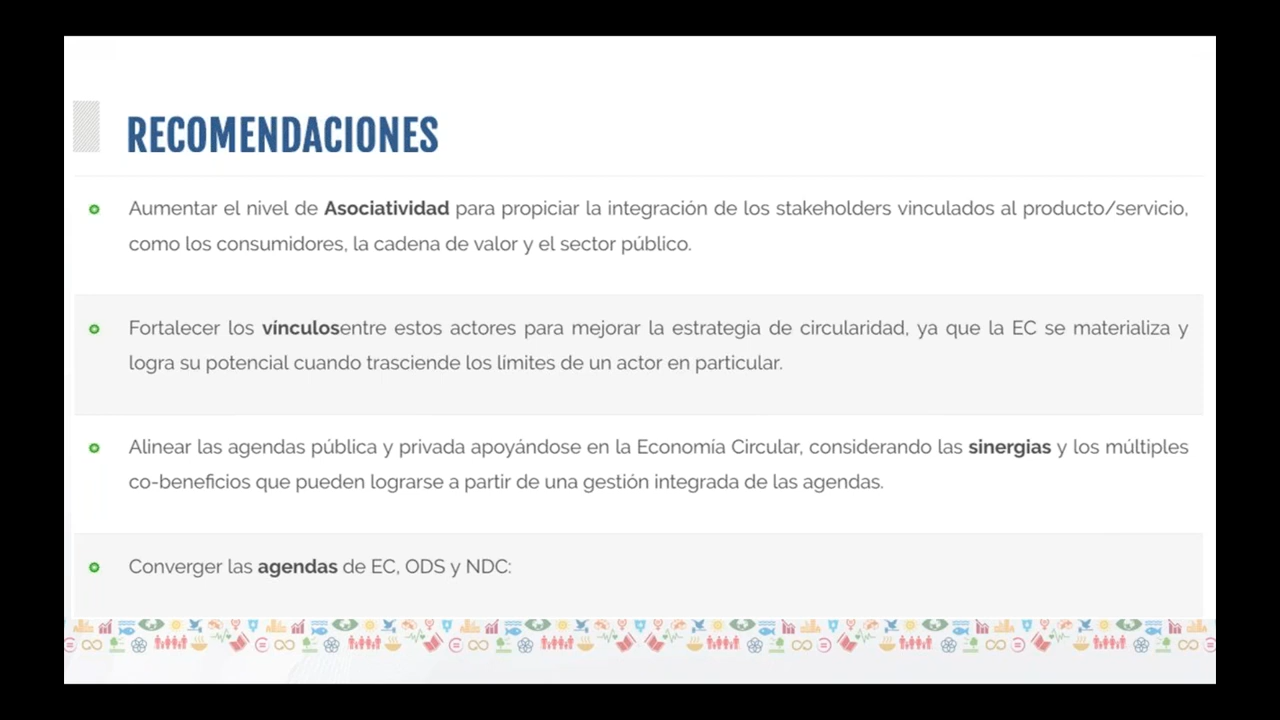 RECOMENDACIONES
Aumentar el nivel de Asociatividad para propiciar la integración de los stakeholders vinculados al producto/servicio,
como los consumidores, la cadena de valor y el sector público.
Fortalecer los vínculosentre estos actores para mejorar la estrategia de circularidad, ya que la EC se materializa y
logra su potencial cuando trasciende los límites de un actor en particular.
Alinear las agendas pública y privada apoyándose en la Economía Circular, considerando las sinergias y los múltiples
co-beneficios que pueden lograrse a partir de una gestión integrada de las agendas.
Converger las agendas de EC, ODS y NDC: